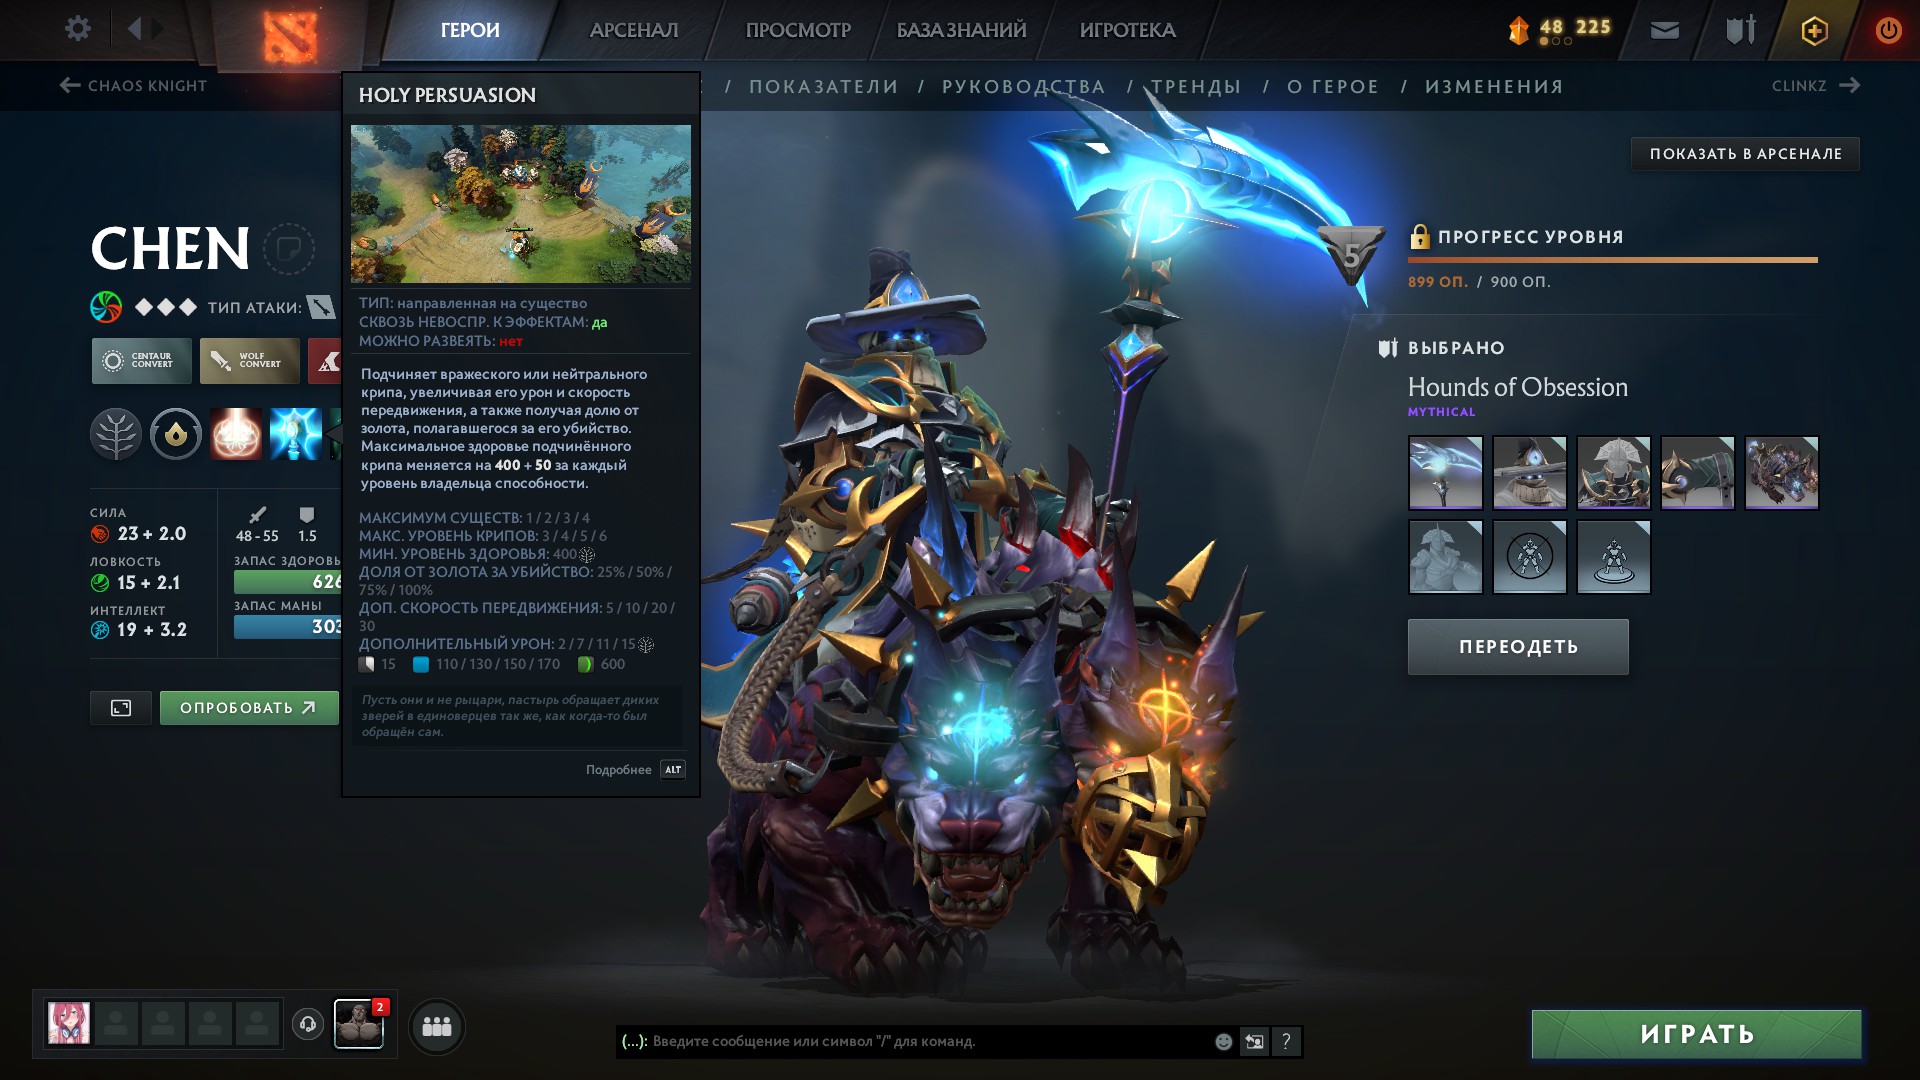 ГЕРОИ
АРСЕНАЛ
ПРОСМОТР
БАЗА ЗНАНИЙ
ИГРОТЕКА
48 225
CHAOS KNIGHT
/ ПОКАЗАТЕЛИ / РУКОВОДСТВА / ТРЕНДЫ / О ГЕРОЕ / ИЗМЕНЕНИЯ
CLINKZ
HOLY PERSUASION
ТИП: направленная на существо
СКВОЗЬ НЕВОСПР. К ЭФФЕКТАМ: да
МОЖНО РАЗВЕЯТЬ: нет
Подчиняет вражеского или нейтрального
крипа, увеличивая его урон и скорость
передвижения, а также получая долю от
золота, полагавшегося за его убийство.
Максимальное здоровье подчинённого
крипа меняется на 400 + 50 за каждый
уровень владельца способности.
МАКСИМУМ СУЩЕСТВ: 1 / 2 / 3 / 4
МАКС. УРОВЕНЬ КРИПОВ: 3 / 4 / 5 / 6
МИН. УРОВЕНЬ ЗДОРОВЬЯ: 400
ДОЛЯ ОТ ЗОЛОТА ЗА УБИЙСТВО: 25% / 50% /
75% / 100%
ДОП. СКОРОСТЬ ПЕРЕДВИЖЕНИЯ: 5 / 10 / 20 /
30
ДОПОЛНИТЕЛЬНЫЙ УРОН: 2 / 7 / 11 / 15
15 110 / 130 / 150 / 170 600
Пусть они и не рыцари, пастырь обращает диких
зверей в единоверцев так же, как когда-то был
обращён сам.
Подробнее ALT
CHEN
ТИП АТАКИ:
CENTAUR
CONVERT
WOLF
CONVERT
СИЛА
23 + 2.0
ЛОВКОСТЬ
15 + 2.1
ИНТЕЛЛЕКТ
19 + 3.2
48 - 55 1.5
ЗАПАС ЗДОРОВЬ
626
ЗАПАС МАНЫ
303
ОПРОБОВАТЬ
ПОКАЗАТЬ В АРСЕНАЛЕ
5
ПРОГРЕСС УРОВНЯ
899 ОП. / 900 ОП.
ВЫБРАНО
Hounds of Obsession
MYTHICAL
ПЕРЕОДЕТЬ
2
(...): Введите сообщение или символ "/" для команд.
?
ИГРАТЬ